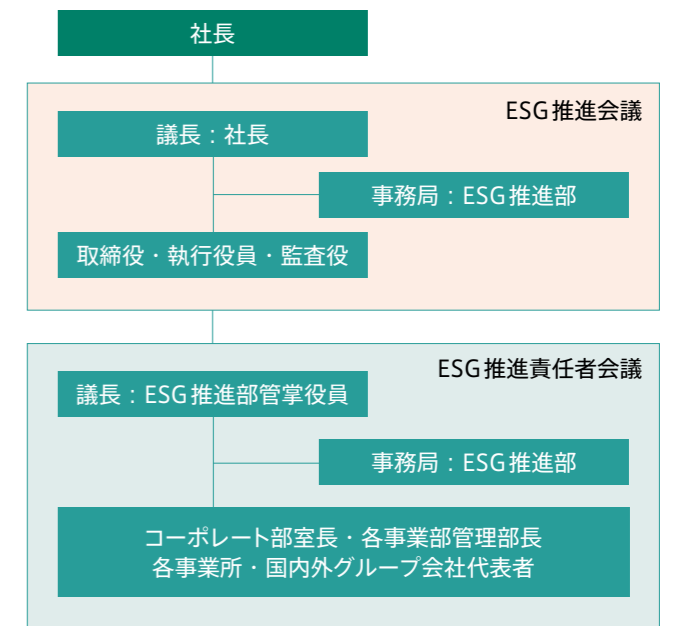 社長
ESG推進会議
議長：社長
事務局：ESG推進部
取締役・執行役員・監査役
ESG推進責任者会議
議長：ESG推進部管掌役員
事務局：ESG推進部
コーポレート部室長・各事業部管理部長
各事業所・国内外グループ会社代表者